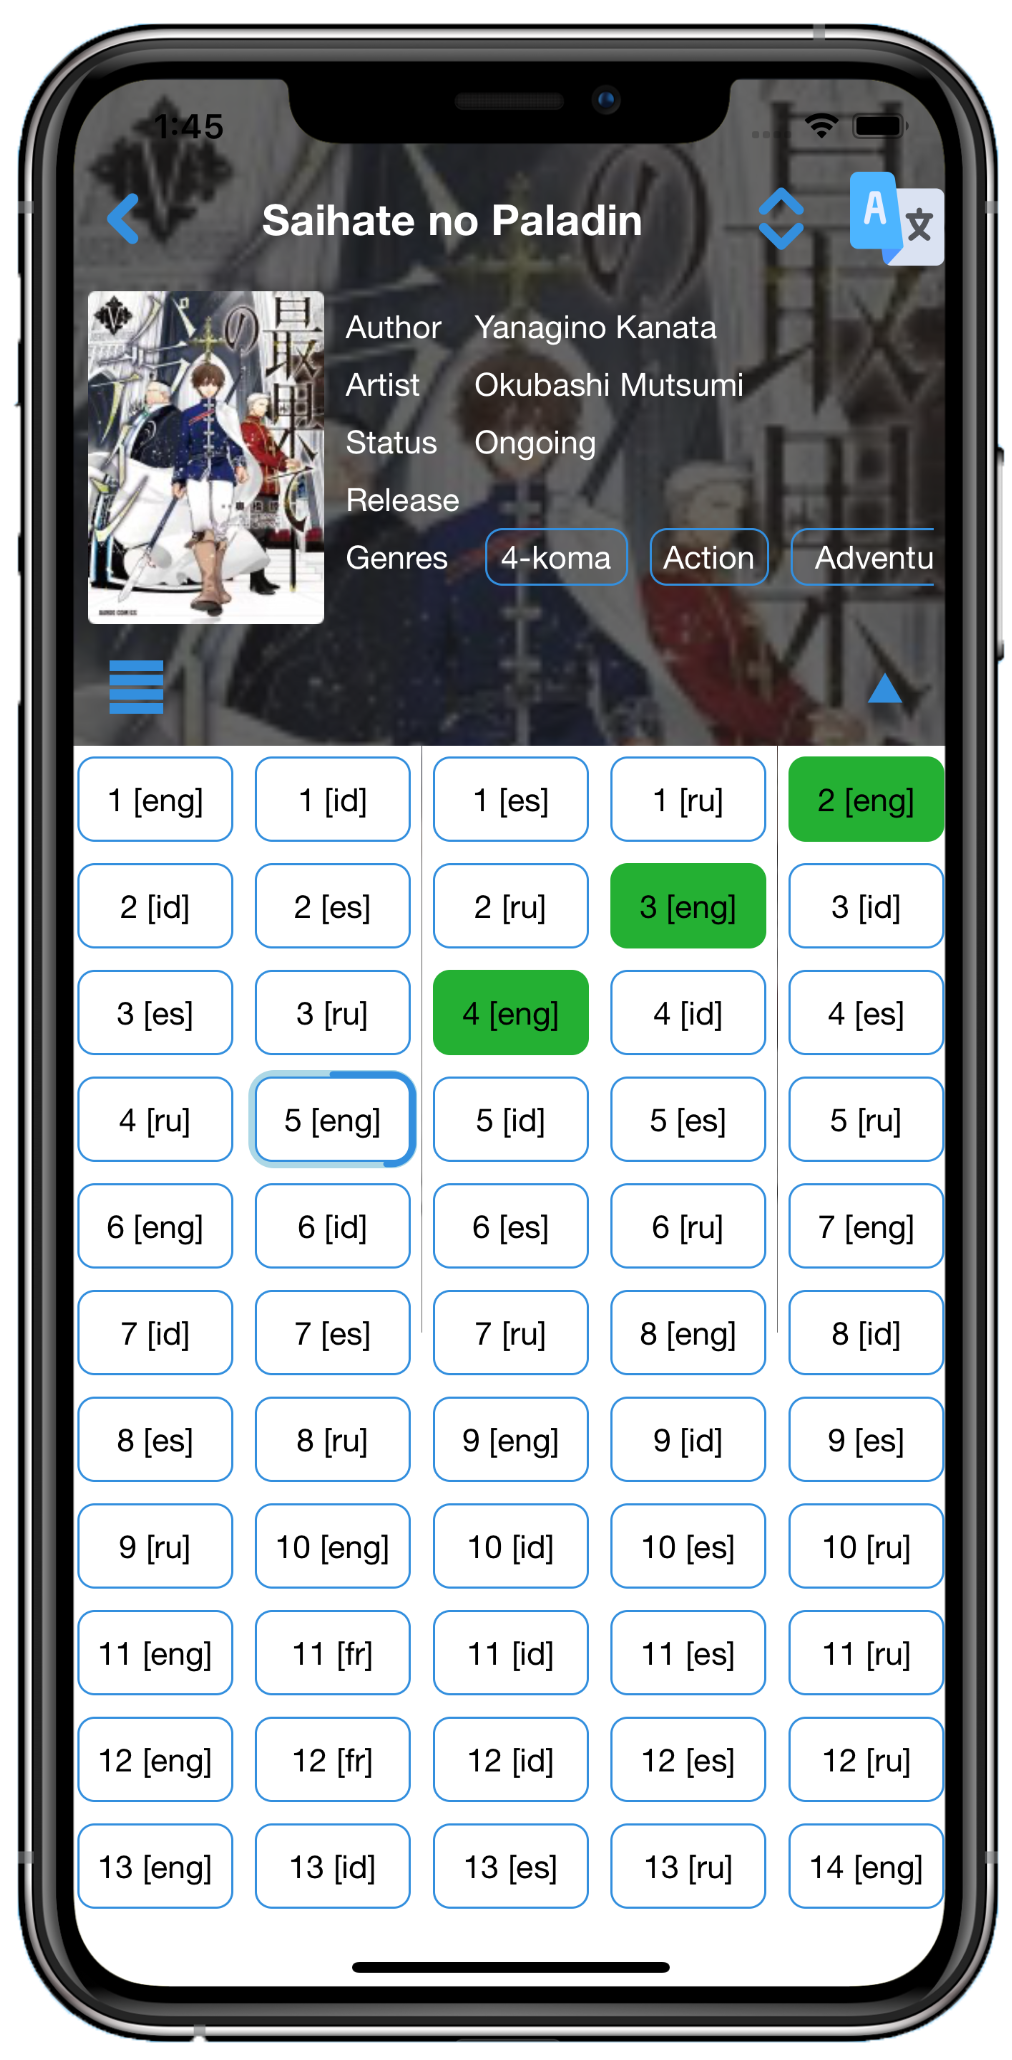 1:45
Saihate no Paladin
A 文
最果ての
Author Yanagino Kanata
Artist Okubashi Mutsumi
Status Ongoing
Release
Genres 4-koma Action Adventu
1 [eng] 1 [id] 1 [es] 1 [ru] 2 [eng]
2 [id] 2 [es] 2 [ru] 3 [eng] 3 [id]
3 [es] 3 [ru] 4 [eng] 4 [id] 4 [es]
4 [ru] 5 [eng] 5 [id] 5 [es] 5 [ru]
6 [eng] 6 [id] 6 [es] 6 [ru] 7 [eng]
7 [id] 7 [es] 7 [ru] 8 [eng] 8 [id]
8 [es] 8 [ru] 9 [eng] 9 [id] 9 [es]
9 [ru] 10 [eng] 10 [id] 10 [es] 10 [ru]
11 [eng] 11 [fr] 11 [id] 11 [es] 11 [ru]
12 [eng] 12 [fr] 12 [id] 12 [es] 12 [ru]
13 [eng] 13 [id] 13 [es] 13 [ru] 14 [eng]